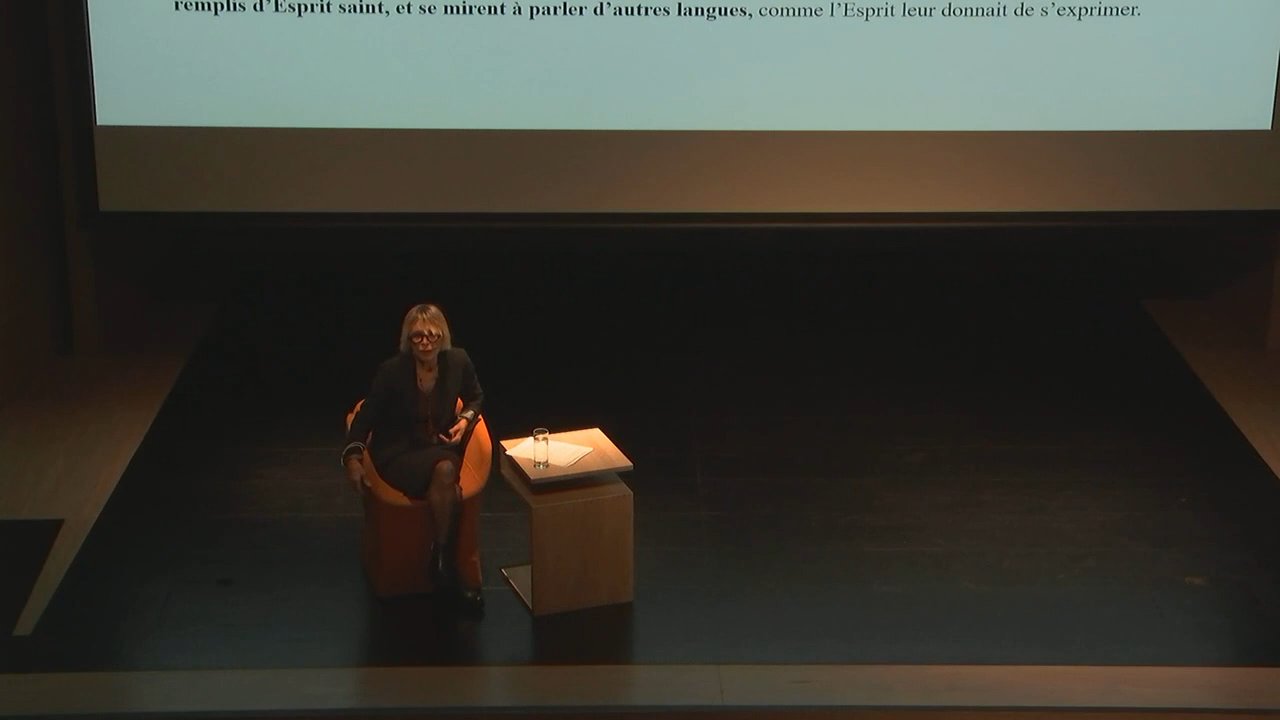 remplis d’Esprit saint, et se mirent à parler d’autres langues, comme l’Esprit leur donnait de s’exprimer.